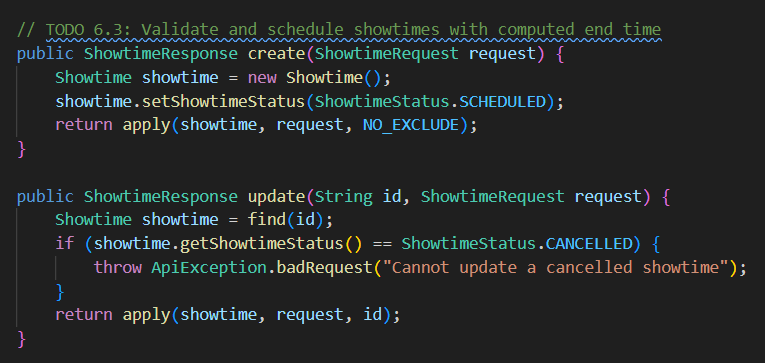 // TODO 6.3: Validate and schedule showtimes with computed end time
public ShowtimeResponse create(ShowtimeRequest request) {
    Showtime showtime = new Showtime();
    showtime.setShowtimeStatus(ShowtimeStatus.SCHEDULED);
    return apply(showtime, request, NO_EXCLUDE);
}

public ShowtimeResponse update(String id, ShowtimeRequest request) {
    Showtime showtime = find(id);
    if (showtime.getShowtimeStatus() == ShowtimeStatus.CANCELLED) {
        throw ApiException.badRequest("Cannot update a cancelled showtime");
    }
    return apply(showtime, request, id);
}